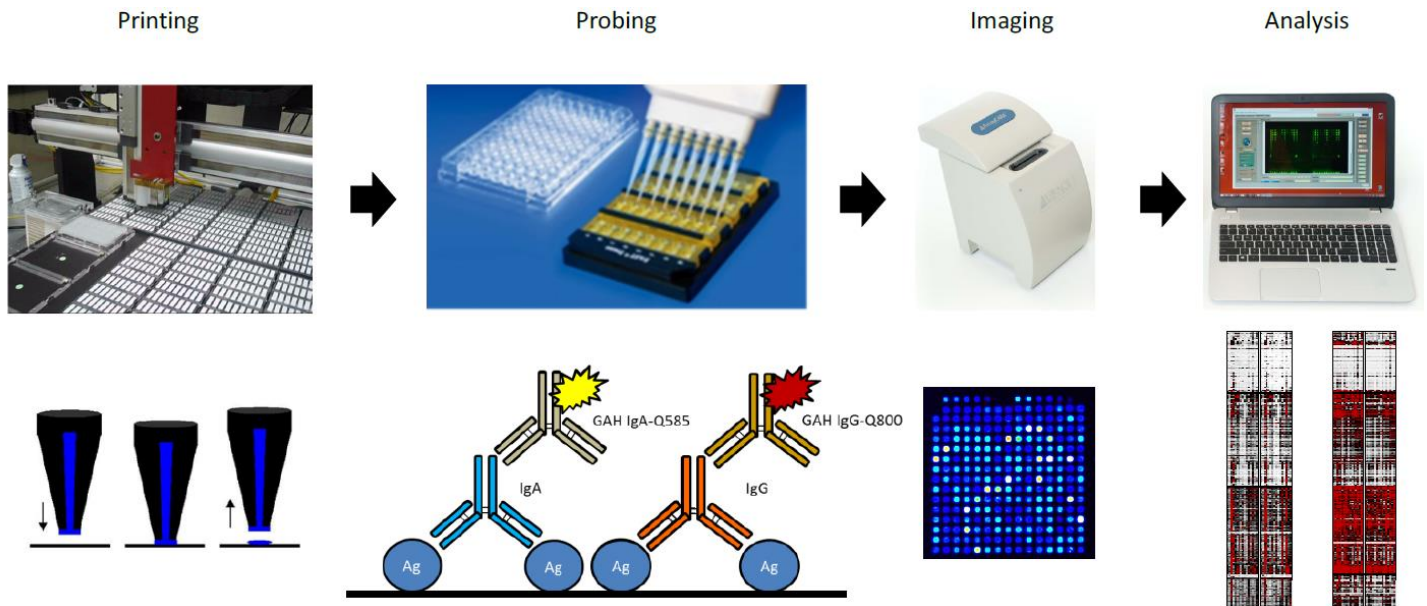 Printing
Probing
Imaging
Analysis
GAH IgA-Q585
GAH IgG-Q800
IgA
IgG
Ag
Ag
Ag
Ag